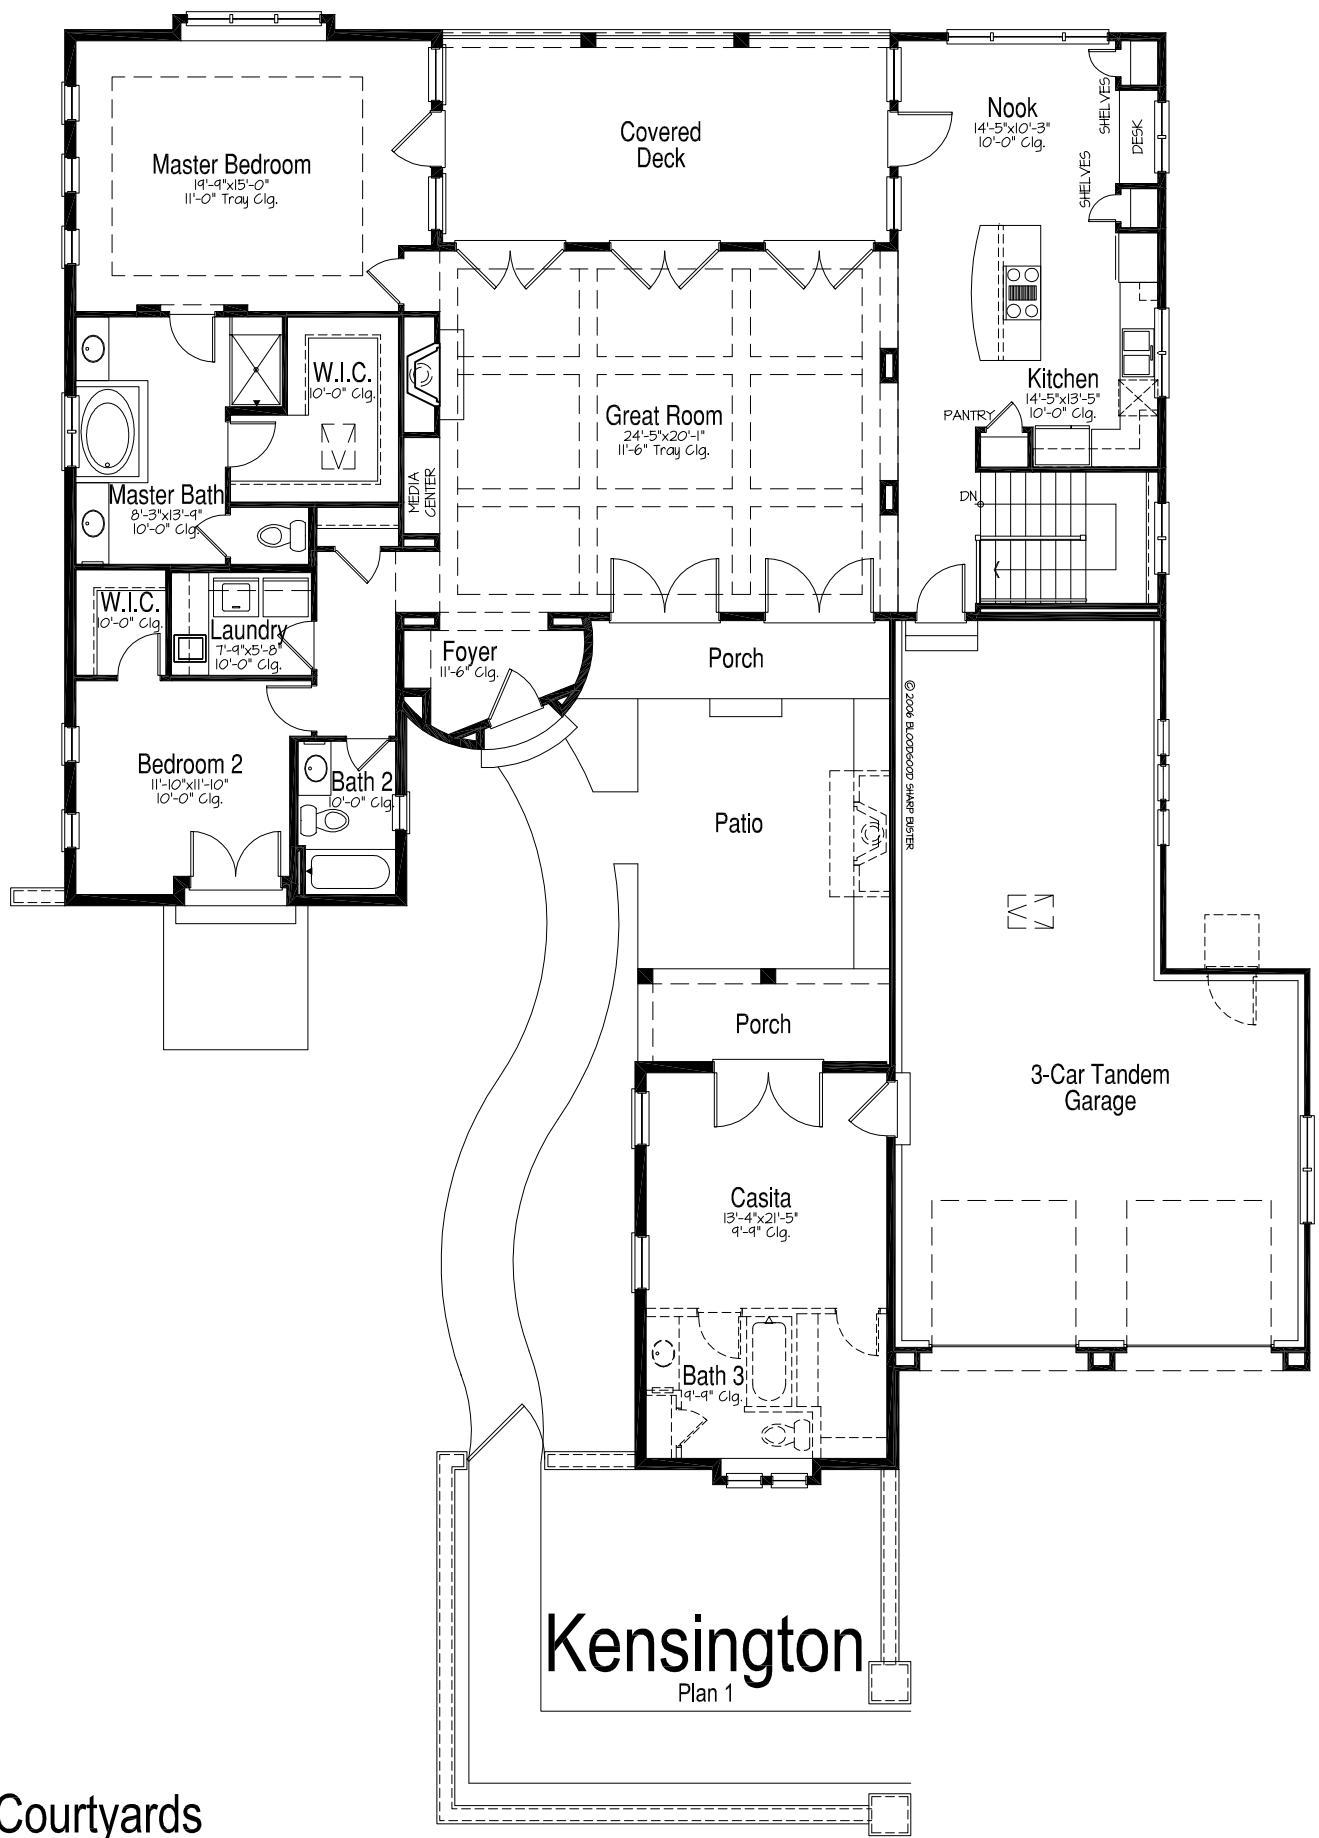 Master Bedroom
19'-9"x15'-0"
11'-0" Tray Clg.
Covered
Deck
Nook
14'-5"x10'-3"
10'-0" Clg.
SHELVES
DESK
SHELVES
W.I.C.
10'-0" Clg.
Great Room
24'-5"x20'-1"
11'-6" Tray Clg.
Kitchen
14'-5"x13'-5"
10'-0" Clg.
PANTRY
MEDIA
CENTER
Master Bath
8'-3"x13'-9"
10'-0" Clg.
DN
W.I.C.
10'-0" Clg.
Laundry
7'-9"x5'-8"
10'-0" Clg.
Foyer
11'-6" Clg.
Porch
© 2006 BLOODGOOD SHARP BUSTER
Bedroom 2
11'-10"x11'-10"
10'-0" Clg.
Bath 2
10'-0" Clg.
Patio
Porch
3-Car Tandem
Garage
Casita
13'-4"x21'-5"
9'-9" Clg.
Bath 3
9'-9" Clg.
Kensington
Plan 1
Courtyards